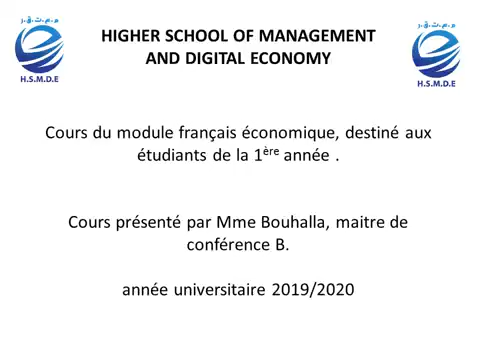 م.ع.ت.ق.ر
HIGHER SCHOOL OF MANAGEMENT
م.ع.ت.ق.ر
AND DIGITAL ECONOMY
H.S.M.D.E
H.S.M.D.E
Cours du module français économique, destiné aux
étudiants de la 1ère année .
Cours présenté par Mme Bouhalla, maitre de
conférence B.
année universitaire 2019/2020